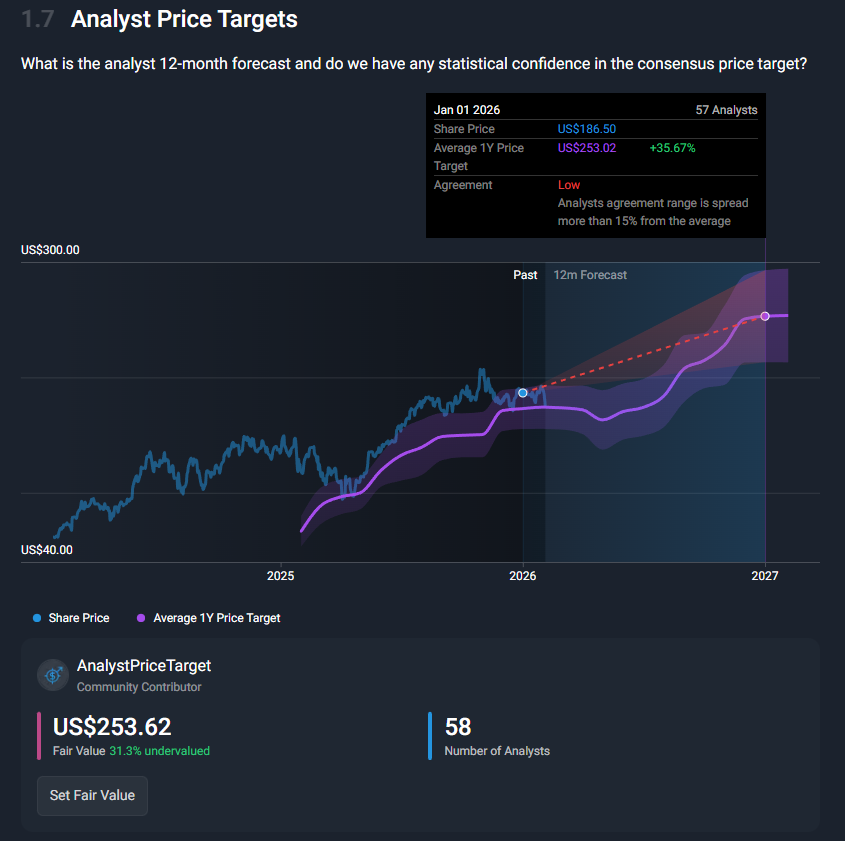 1.7 Analyst Price Targets
What is the analyst 12-month forecast and do we have any statistical confidence in the consensus price target?
Jan 01 2026 57 Analysts
Share Price US$186.50
Average 1Y Price Target US$253.02 +35.67%
Agreement Low
Analysts agreement range is spread
more than 15% from the average
US$300.00
Past 12m Forecast
US$40.00
2025 2026 2027
Share Price Average 1Y Price Target
AnalystPriceTarget
Community Contributor
US$253.62 58
Fair Value 31.3% undervalued Number of Analysts
Set Fair Value